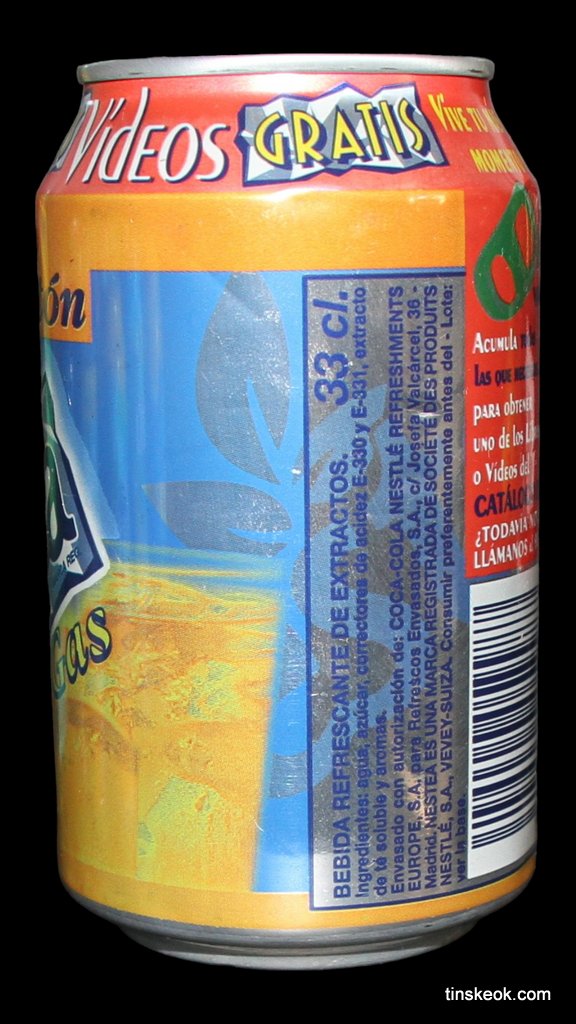 Vídeos GRATIS VIVE TU
MOMEN
ón
a
REG.
Gas
BEBIDA REFRESCANTE DE EXTRACTOS. 33 cl.
Ingredientes: agua, azúcar, correctores de acidez E-330 y E-331, extracto
de té soluble y aromas.
Envasado con autorización de: COCA-COLA NESTLÉ REFRESHMENTS
EUROPE, S.A. para Refrescos Envasados, S.A., c/ Josefa Valcárcel, 36 -
Madrid. NESTEA ES UNA MARCA REGISTRADA DE SOCIÉTÉ DES PRODUITS
NESTLÉ, S.A., VEVEY-SUIZA. Consumir preferentemente antes del - Lote:
ver la base.
ACUMULA
LAS QUE
PARA OBTENER
UNO DE LOS
O VÍDEOS DEL
CATÁLO
¿TODAVÍA
LLÁMANOS
tinskeok.com